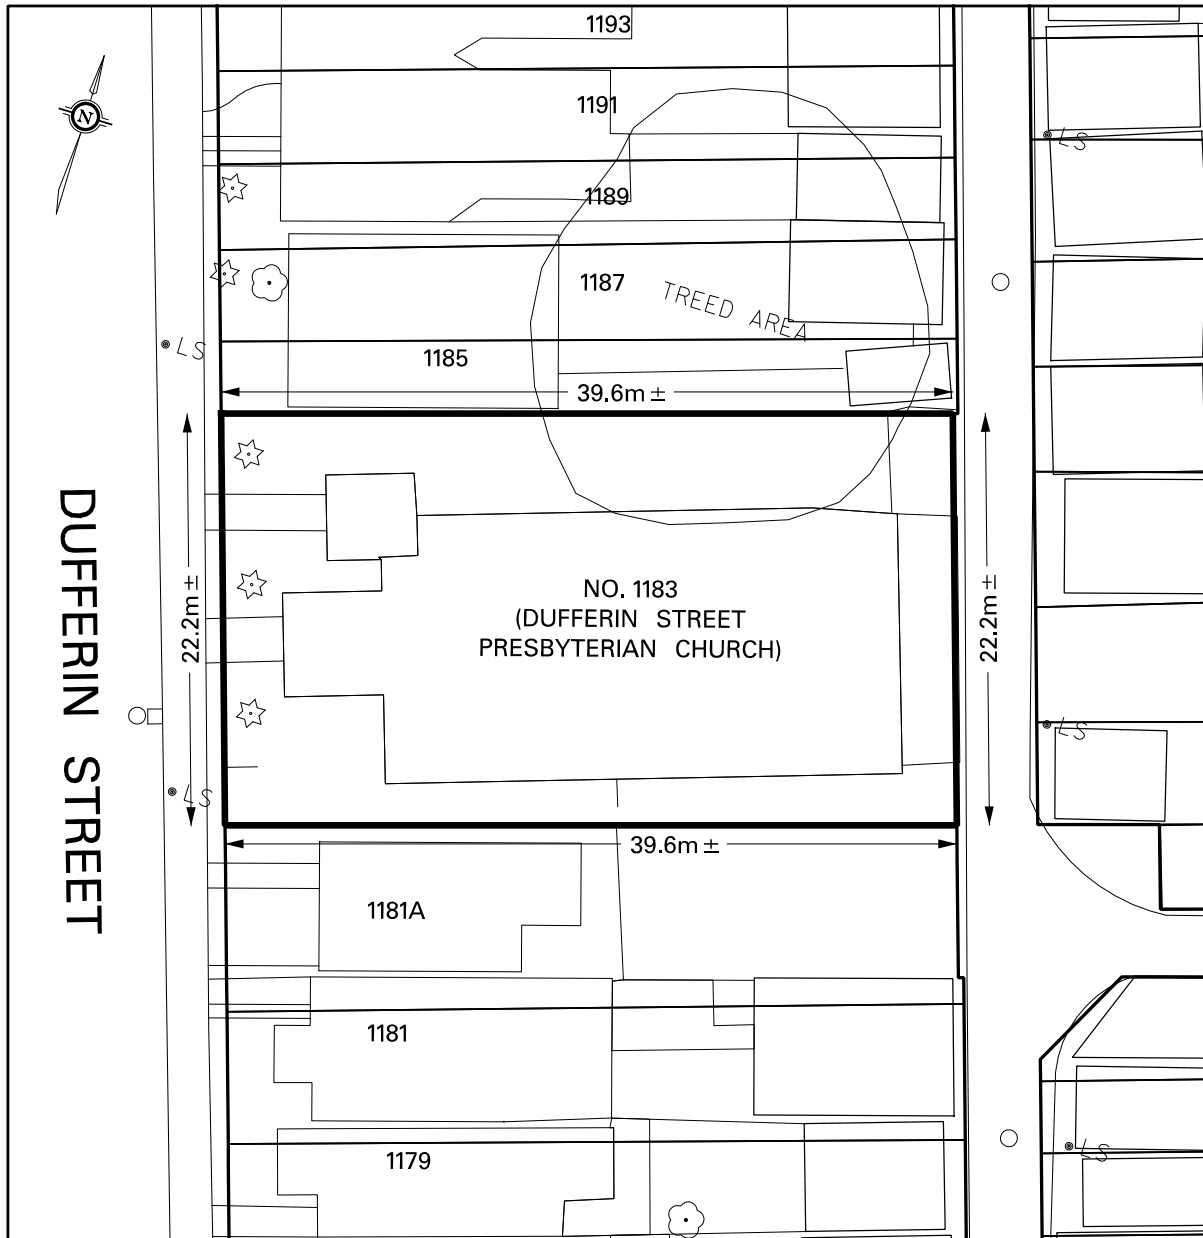 1193
N
1191
LS
1189
1187
TREED AREA
LS
1185
39.6m ±
DUFFERIN STREET
22.2m ±
NO. 1183
(DUFFERIN STREET
PRESBYTERIAN CHURCH)
22.2m ±
LS
LS
39.6m ±
1181A
1181
LS
1179